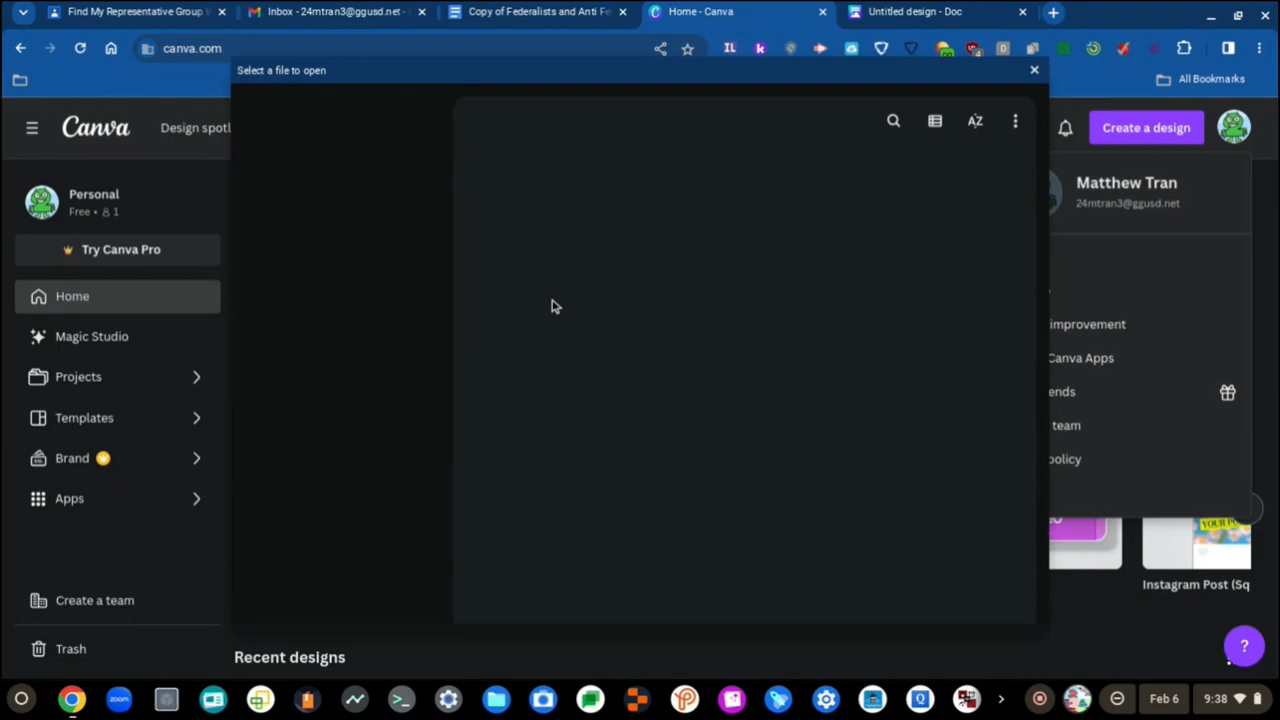 Find My Representative Group
Inbox - 24mtran3@ggusd.net -
Copy of Federalists and Anti Fe
Home - Canva
Untitled design - Doc
canva.com
All Bookmarks
Select a file to open
Canva
Design spotl
AZ
Create a design
Personal
Free • 1
Try Canva Pro
Home
Magic Studio
Projects
Templates
Brand
Apps
Create a team
Trash
Matthew Tran
24mtran3@ggusd.net
improvement
Canva Apps
ends
team
policy
YOUR PO
Instagram Post (Sq
Recent designs
?
Feb 6
9:38